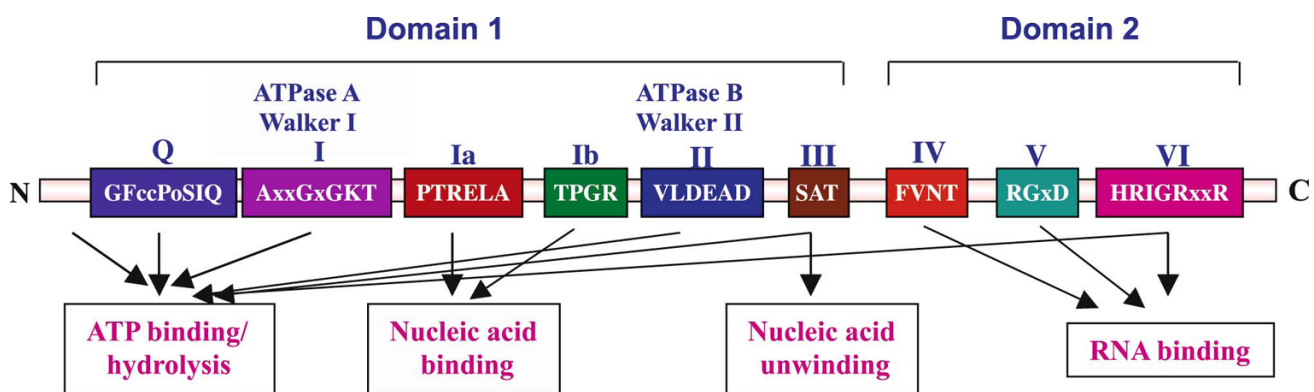 Domain 1
Domain 2
ATPase A
Walker I
ATPase B
Walker II
Q
I
Ia
Ib
II
III
IV
V
VI
N
GFccPoSIQ
AxxGxGKT
PTRELA
TPGR
VLDEAD
SAT
FVNT
RGxD
HRIGRxxR
C
ATP binding/
hydrolysis
Nucleic acid
binding
Nucleic acid
unwinding
RNA binding